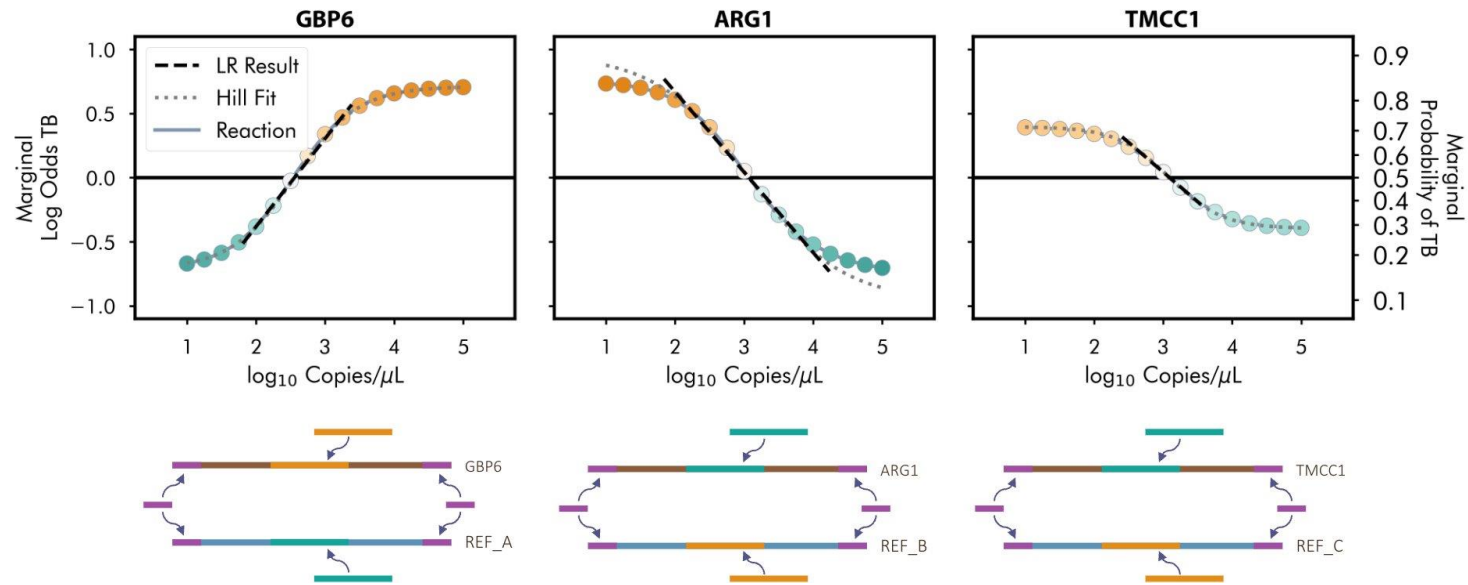 GBP6
ARG1
TMCC1
Marginal
Log Odds TB
1.0
0.5
0.0
−0.5
−1.0
LR Result
Hill Fit
Reaction
0.9
0.8
0.7
0.6
0.5
0.4
0.3
0.2
0.1
Marginal
Probability of TB
1 2 3 4 5
1 2 3 4 5
1 2 3 4 5
log₁₀ Copies/μL
log₁₀ Copies/μL
log₁₀ Copies/μL
GBP6
ARG1
TMCC1
REF_A
REF_B
REF_C